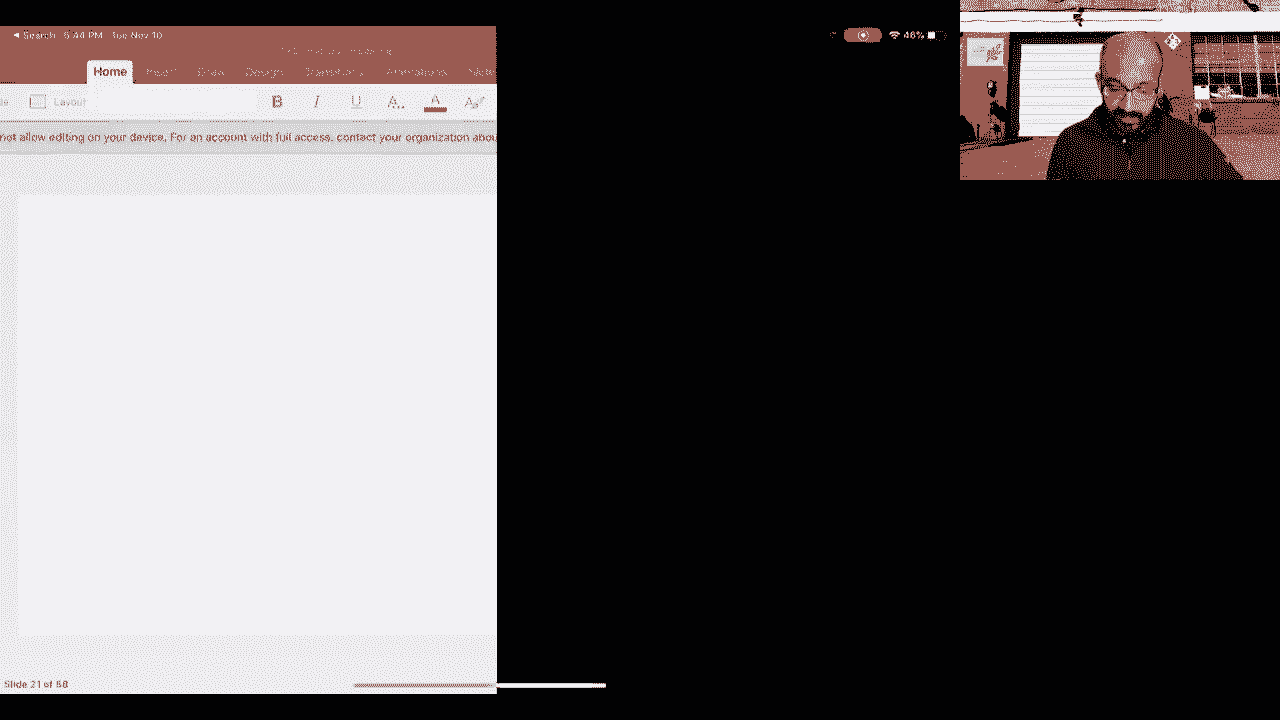 Search 5:44 PM Tue Nov 10
46%
Home Insert Draw Design Transitions Animations Slide
Layout B I A A A
not allow editing on your device. For an account with full access, contact your organization abou
Slide 21 of 58